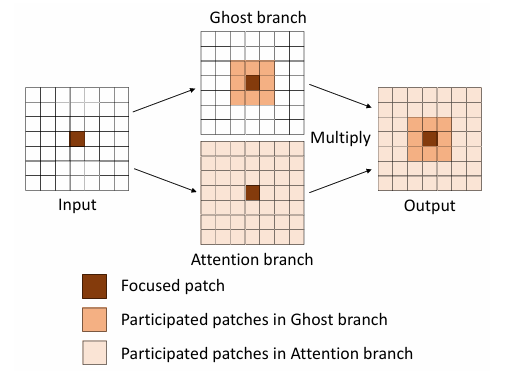 Ghost branch
Multiply
Input
Output
Attention branch
Focused patch
Participated patches in Ghost branch
Participated patches in Attention branch